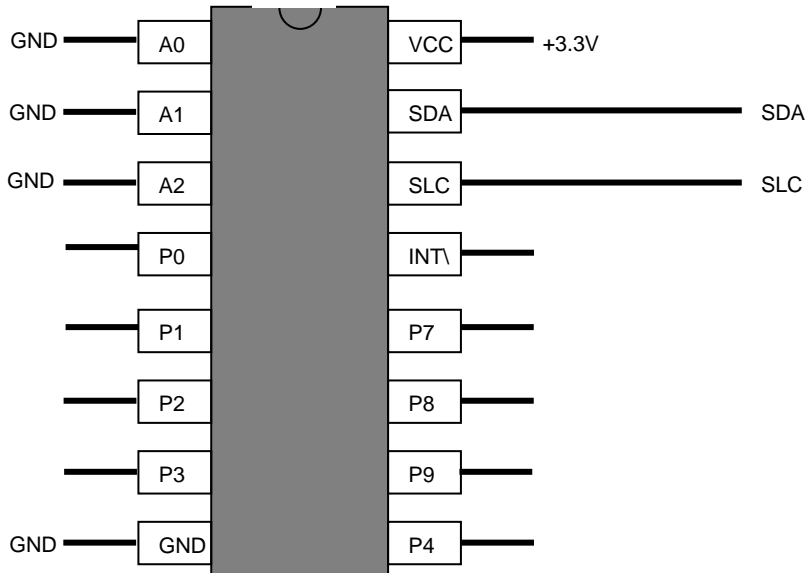 GND A0 VCC +3.3V
GND A1 SDA SDA
GND A2 SLC SLC
P0 INT\
P1 P7
P2 P8
P3 P9
GND GND P4